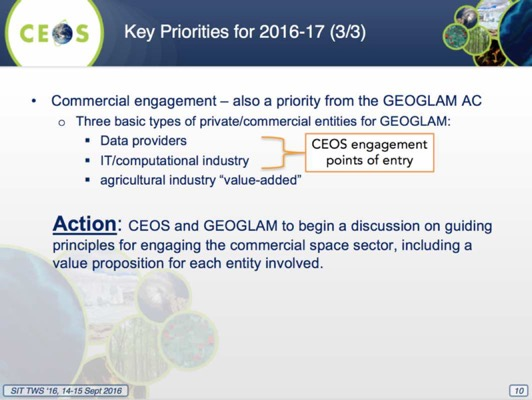 CEOS
Key Priorities for 2016-17 (3/3)
• Commercial engagement – also a priority from the GEOGLAM AC
o Three basic types of private/commercial entities for GEOGLAM:
▪ Data providers
▪ IT/computational industry
▪ agricultural industry “value-added”
CEOS engagement
points of entry
Action: CEOS and GEOGLAM to begin a discussion on guiding
principles for engaging the commercial space sector, including a
value proposition for each entity involved.
SIT TWS '16, 14-15 Sept 2016
10